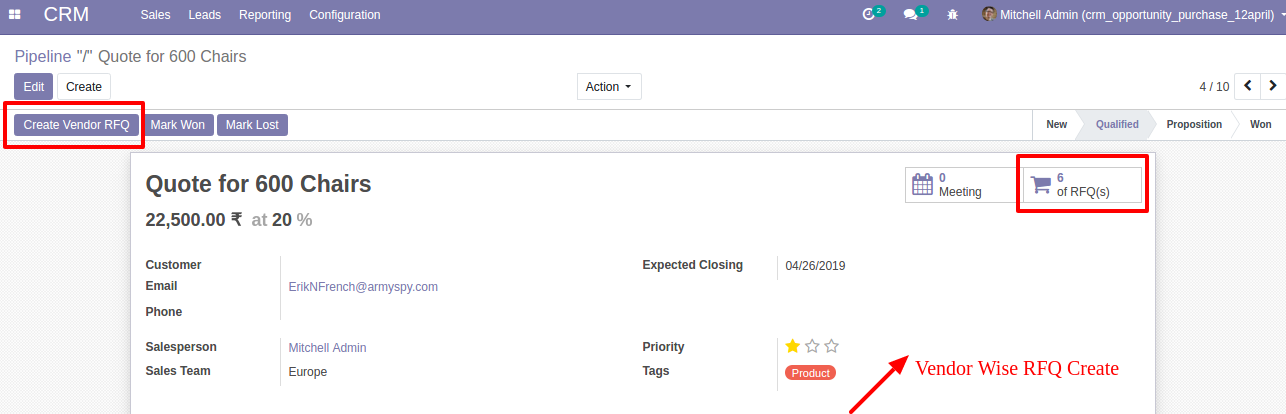 CRM Sales Leads Reporting Configuration 2 1 Mitchell Admin (crm_opportunity_purchase_12april)
Pipeline "/" Quote for 600 Chairs
Edit Create Action 4 / 10
Create Vendor RFQ Mark Won Mark Lost New Qualified Proposition Won
Quote for 600 Chairs
0
Meeting
6
of RFQ(s)
22,500.00 ₹ at 20 %
Customer
Expected Closing 04/26/2019
Email ErikNFrench@armyspy.com
Phone
Salesperson Mitchell Admin
Priority
Sales Team Europe
Tags Product
Vendor Wise RFQ Create